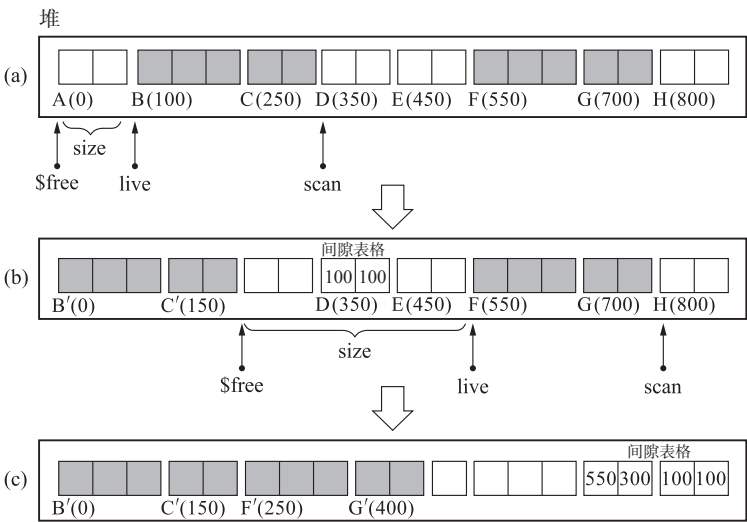 堆
(a)
A(0) B(100) C(250) D(350) E(450) F(550) G(700) H(800)
size
$free live scan
间隙表格
(b) 100 100
B′(0) C′(150) D(350) E(450) F(550) G(700) H(800)
size
$free live scan
间隙表格
(c) 550 300 100 100
B′(0) C′(150) F′(250) G′(400)